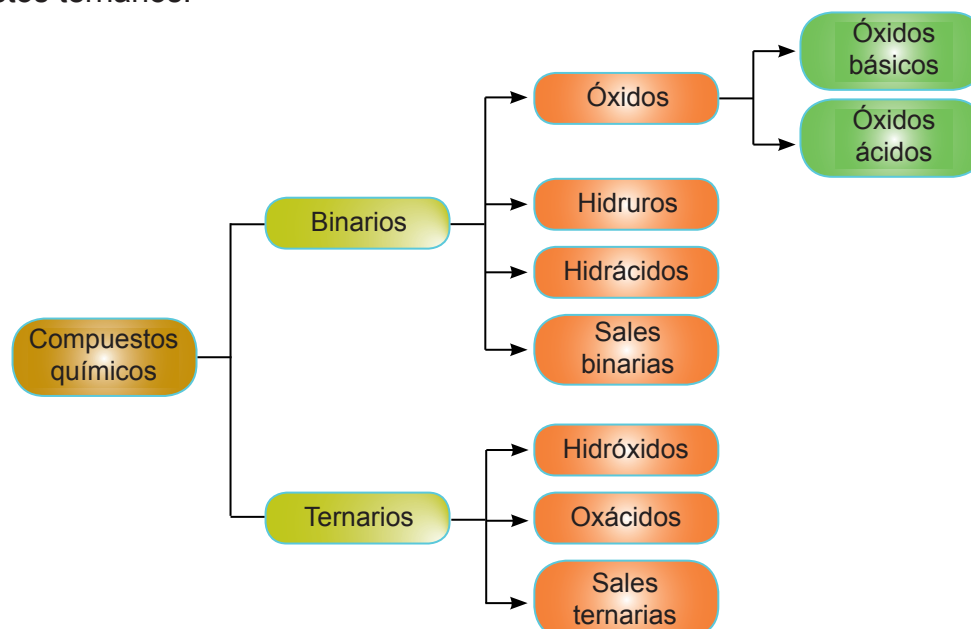 Óxidos
básicos
Óxidos
Óxidos
ácidos
Binarios
Hidruros
Hidrácidos
Compuestos
químicos
Sales
binarias
Hidróxidos
Ternarios
Oxácidos
Sales
ternarias